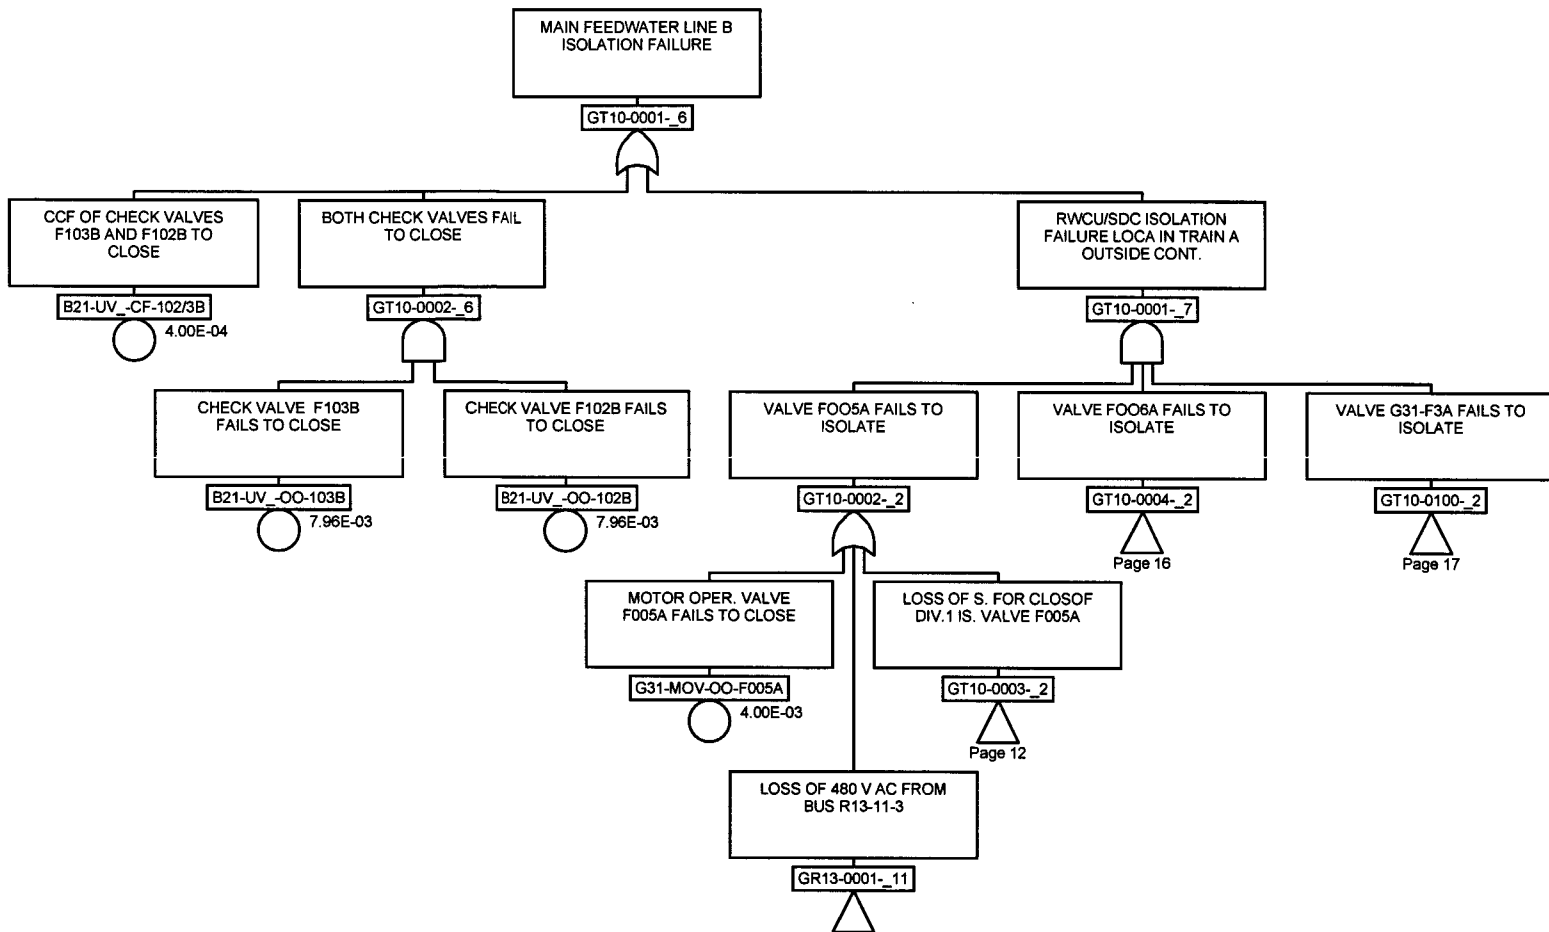 MAIN FEEDWATER LINE B
ISOLATION FAILURE
GT10-0001-_6
CCF OF CHECK VALVES
F103B AND F102B TO
CLOSE
B21-UV_-CF-102/3B
4.00E-04
BOTH CHECK VALVES FAIL
TO CLOSE
GT10-0002-_6
RWCU/SDC ISOLATION
FAILURE LOCA IN TRAIN A
OUTSIDE CONT.
GT10-0001-_7
CHECK VALVE F103B
FAILS TO CLOSE
B21-UV_-OO-103B
7.96E-03
CHECK VALVE F102B FAILS
TO CLOSE
B21-UV_-OO-102B
7.96E-03
VALVE FOO5A FAILS TO
ISOLATE
GT10-0002-_2
VALVE FOO6A FAILS TO
ISOLATE
GT10-0004-_2
Page 16
VALVE G31-F3A FAILS TO
ISOLATE
GT10-0100-_2
Page 17
MOTOR OPER. VALVE
F005A FAILS TO CLOSE
G31-MOV-OO-F005A
4.00E-03
LOSS OF S. FOR CLOSOF
DIV.1 IS. VALVE F005A
GT10-0003-_2
Page 12
LOSS OF 480 V AC FROM
BUS R13-11-3
GR13-0001-_11